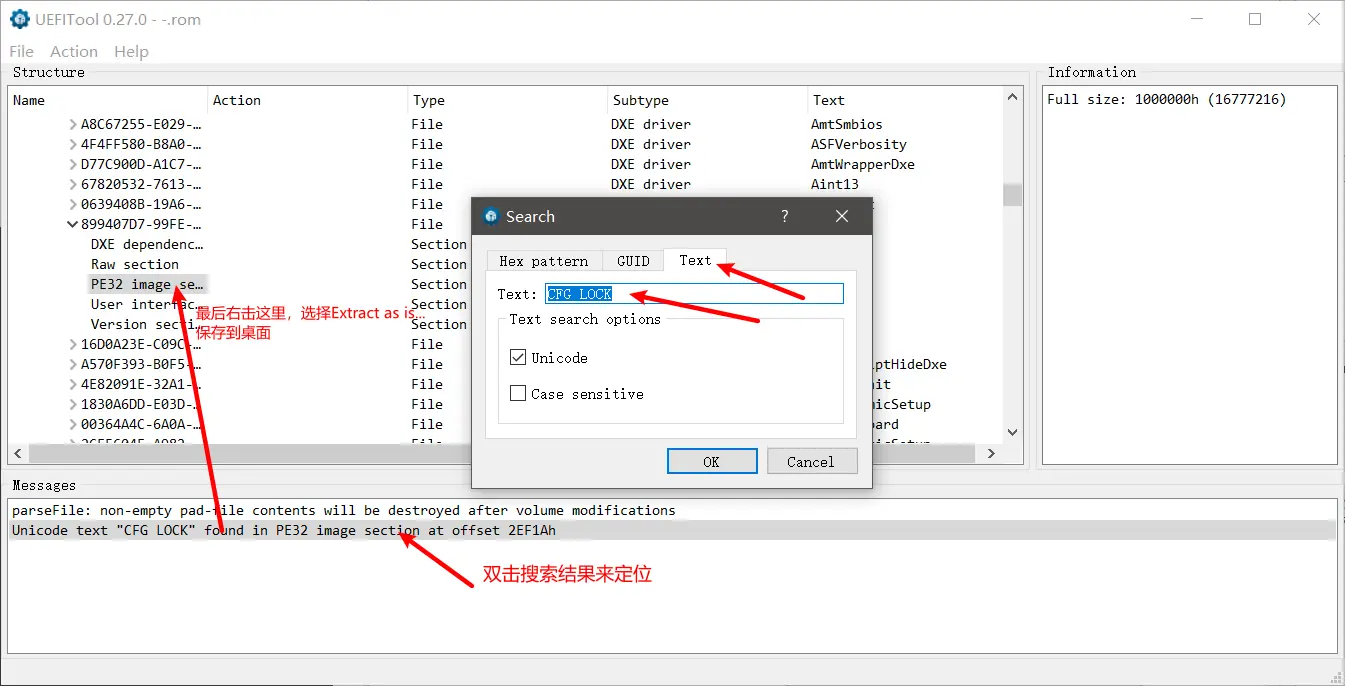 UEFITool 0.27.0 - -.rom
File Action Help
Structure
Information
Name Action Type Subtype Text
Full size: 1000000h (16777216)
A8C67255-E029-… File DXE driver AmtSmbios
4F4FF580-B8A0-… File DXE driver ASFVerbosity
D77C900D-A1C7-… File DXE driver AmtWrapperDxe
67820532-7613-… File DXE driver Aint13
0639408B-19A6-… File
899407D7-99FE-… File
DXE dependenc… Section
Raw section Section
PE32 image se… Section
User interfac… Section
Version secti… Section
16D0A23E-C09C-… File
A570F393-B0F5-… File ptHideDxe
4E82091E-32A1-… File it
1830A6DD-E03D-… File icSetup
00364A4C-6A0A-… File ard
最后右击这里，选择Extract as is...
保存到桌面
Search ?
Hex pattern GUID Text
Text: CFG LOCK
Text search options
Unicode
Case sensitive
OK Cancel
Messages
parseFile: non-empty pad-file contents will be destroyed after volume modifications
Unicode text "CFG LOCK" found in PE32 image section at offset 2EF1Ah
双击搜索结果来定位